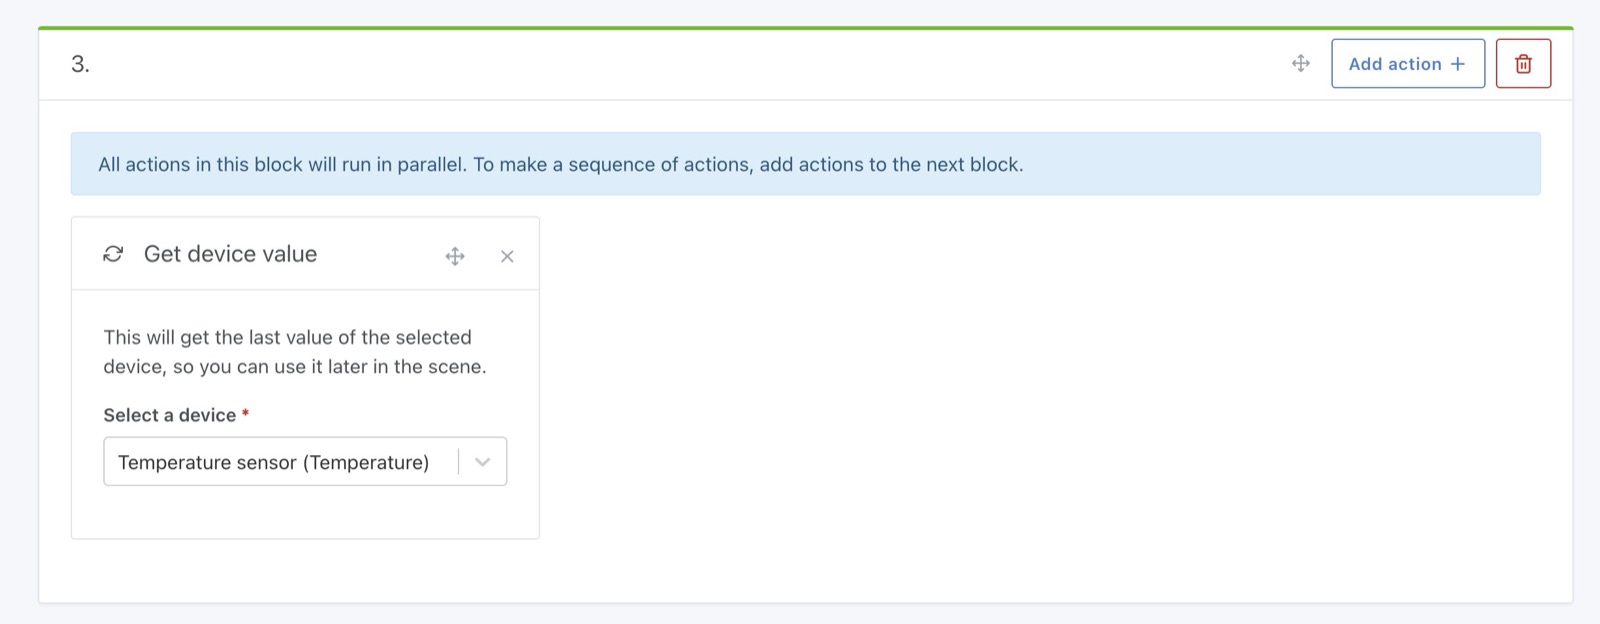 3.
Add action +
All actions in this block will run in parallel. To make a sequence of actions, add actions to the next block.
Get device value
This will get the last value of the selected
device, so you can use it later in the scene.
Select a device *
Temperature sensor (Temperature)